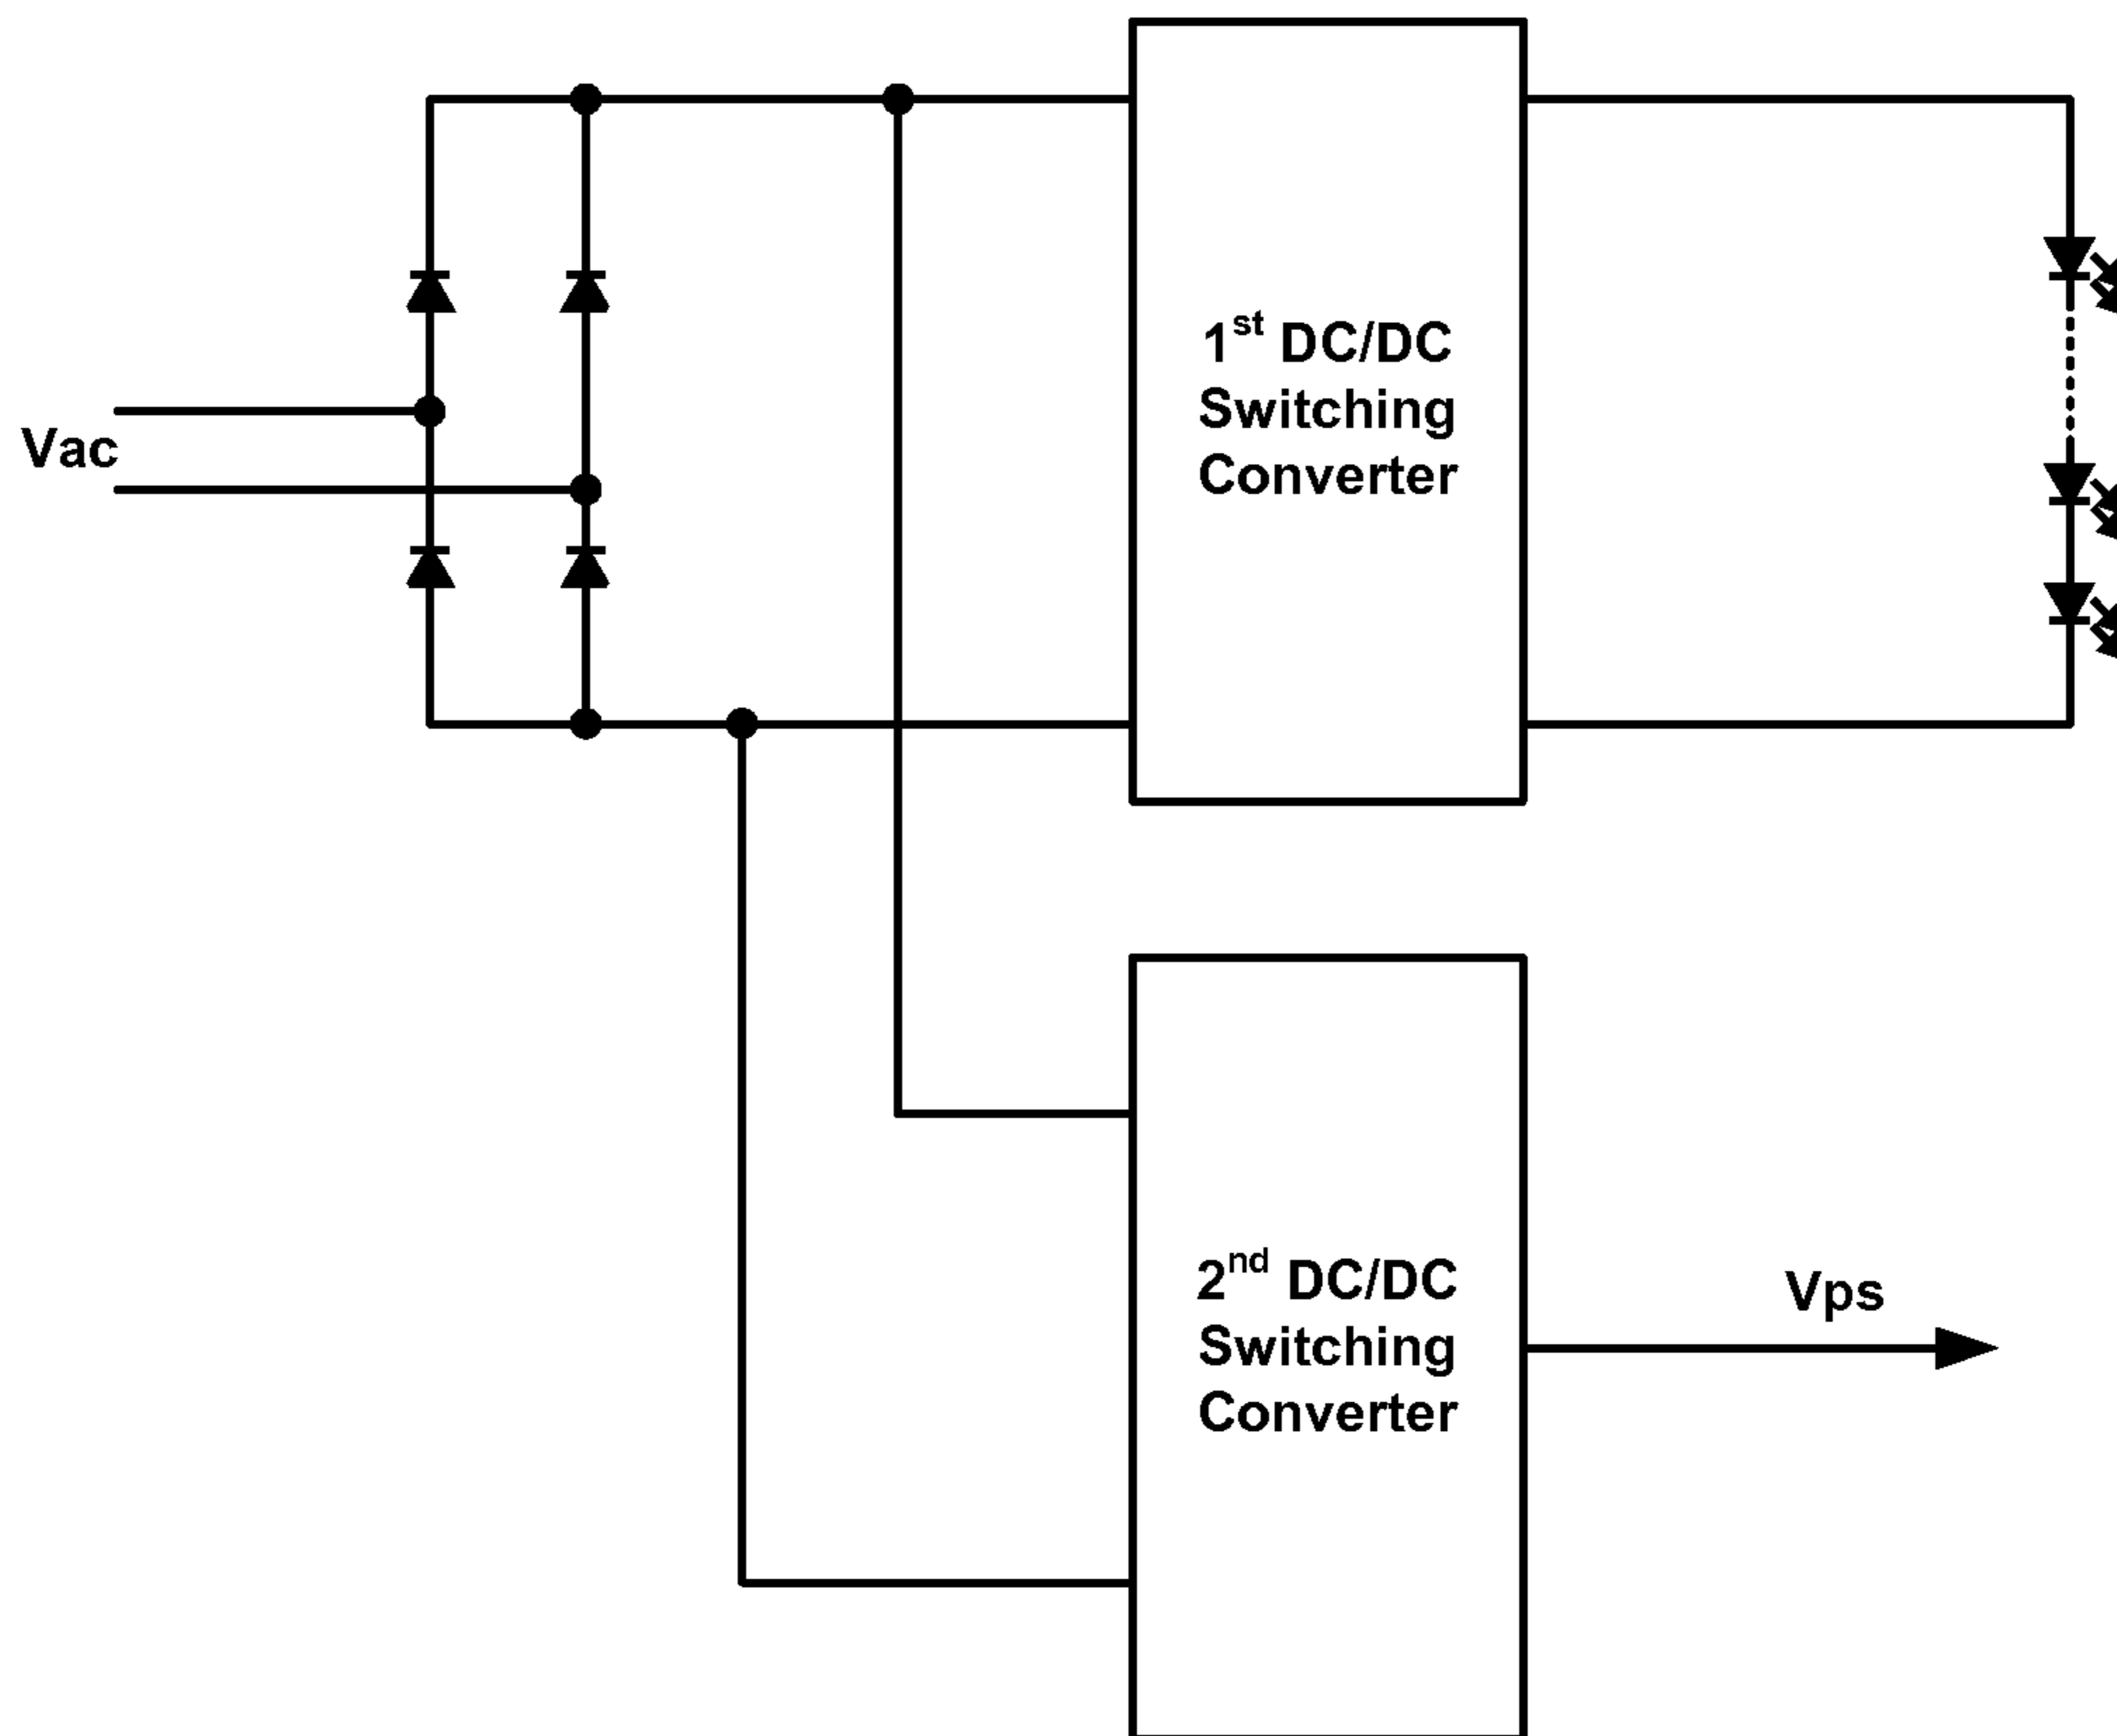 Vac
1st DC/DC
Switching
Converter
2nd DC/DC
Switching
Converter
Vps